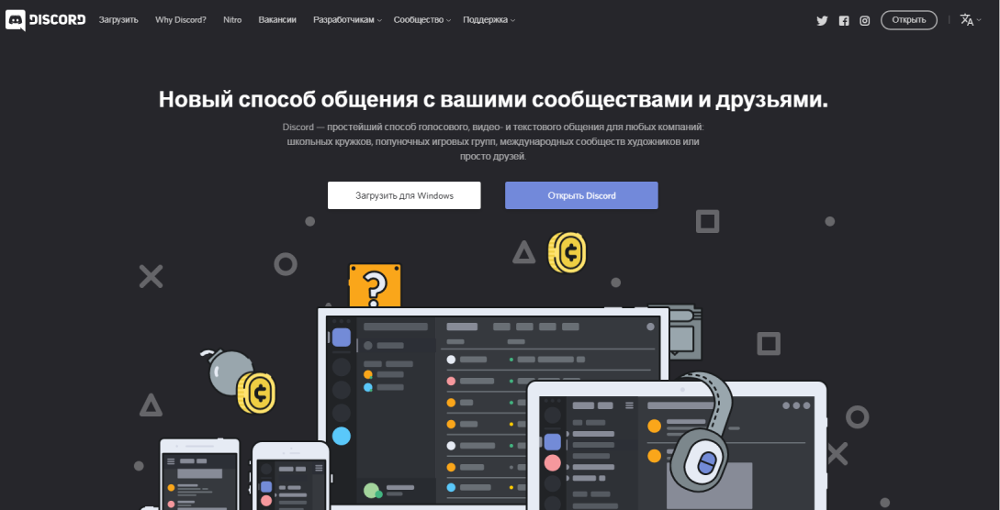 DISCORD Загрузить Why Discord? Nitro Вакансии Разработчикам Сообщество Поддержка Открыть
Новый способ общения с вашими сообществами и друзьями.
Discord — простейший способ голосового, видео- и текстового общения для любых компаний:
школьных кружков, полуночных игровых групп, международных сообществ художников или
просто друзей.
Загрузить для Windows Открыть Discord
?